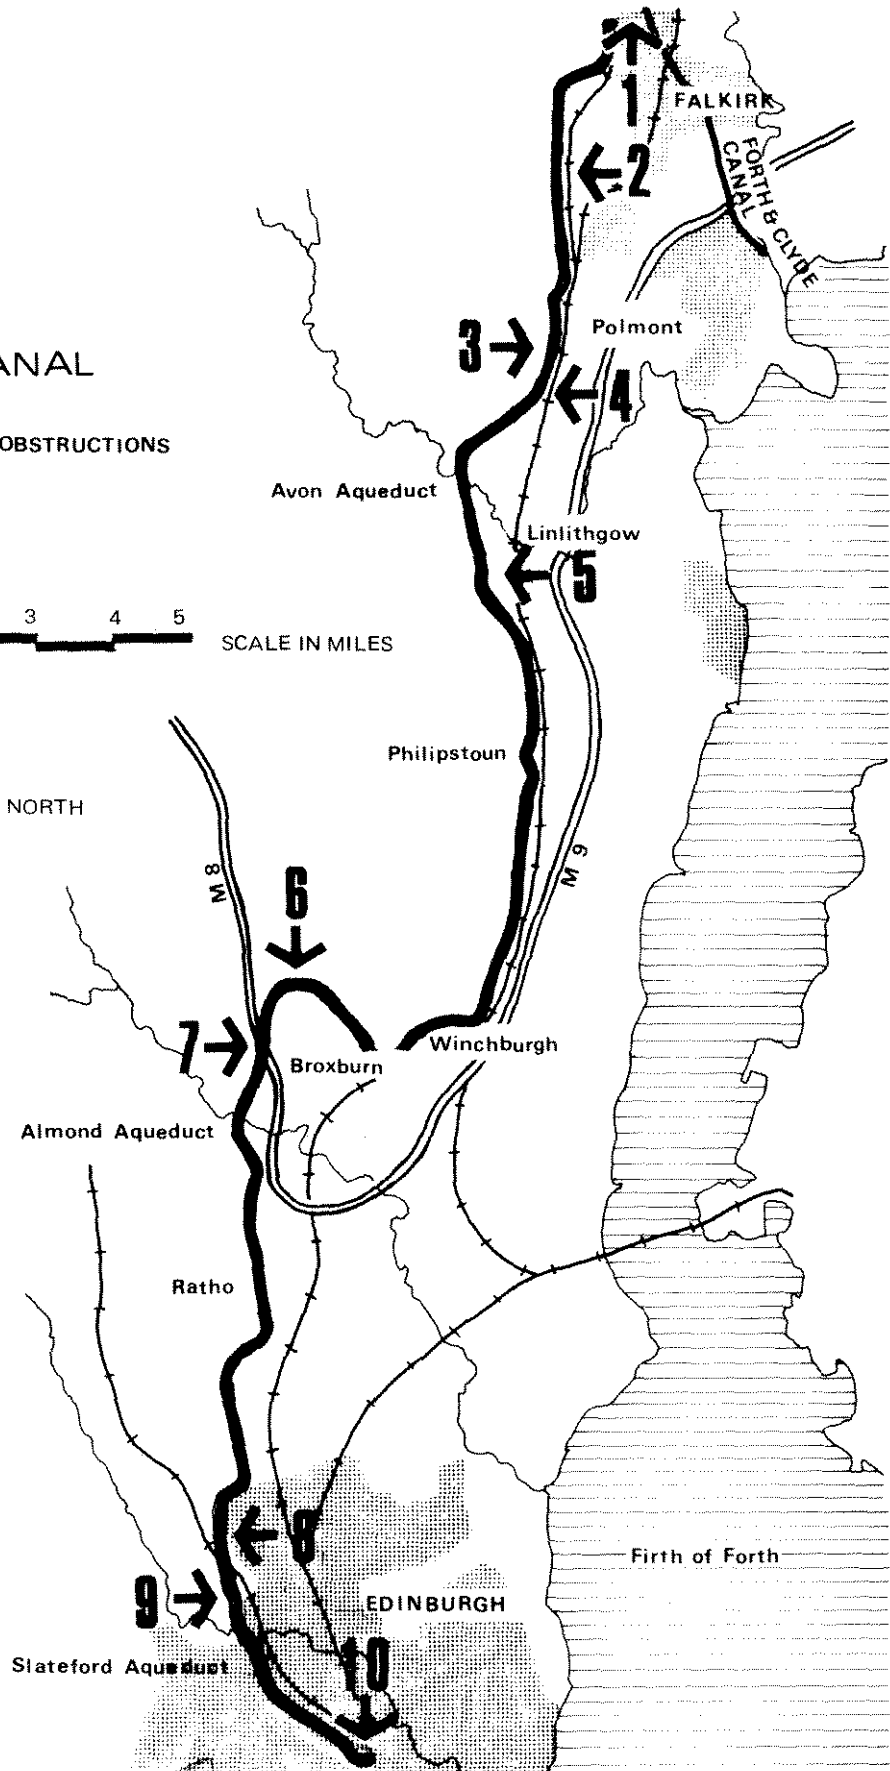 1
FALKIRK
2
FORTH & CLYDE
CANAL
3
Polmont
ANAL
4
OBSTRUCTIONS
Avon Aqueduct
Linlithgow
5
3 4 5
SCALE IN MILES
Philipstoun
NORTH
M 8
M 9
6
7
Winchburgh
Broxburn
Almond Aqueduct
Ratho
8
Firth of Forth
9
EDINBURGH
10
Slateford Aqueduct